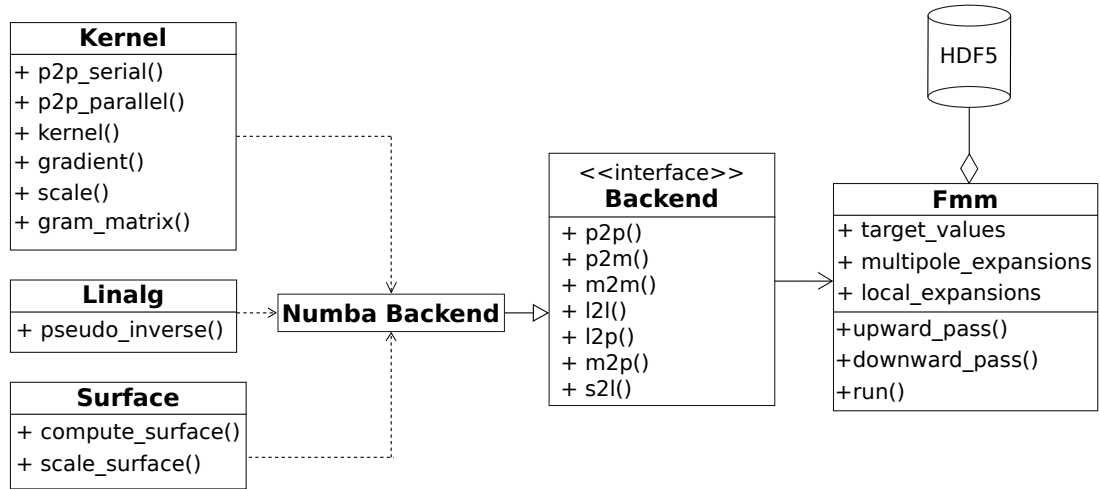 Kernel
+ p2p_serial()
+ p2p_parallel()
+ kernel()
+ gradient()
+ scale()
+ gram_matrix()
Linalg
+ pseudo_inverse()
Surface
+ compute_surface()
+ scale_surface()
Numba Backend
<<interface>>
Backend
+ p2p()
+ p2m()
+ m2m()
+ l2l()
+ l2p()
+ m2p()
+ s2l()
HDF5
Fmm
+ target_values
+ multipole_expansions
+ local_expansions
+upward_pass()
+downward_pass()
+run()